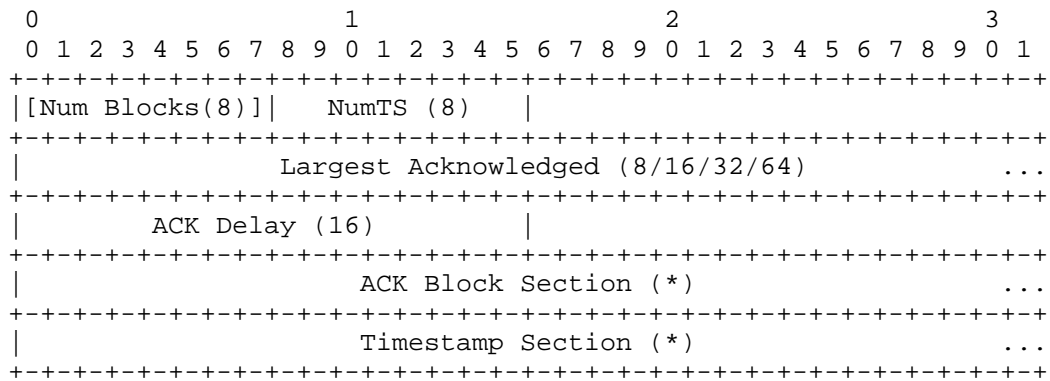 0                   1                   2                   3
 0 1 2 3 4 5 6 7 8 9 0 1 2 3 4 5 6 7 8 9 0 1 2 3 4 5 6 7 8 9 0 1
+-+-+-+-+-+-+-+-+-+-+-+-+-+-+-+-+-+-+-+-+-+-+-+-+-+-+-+-+-+-+-+-+
|[Num Blocks(8)]|   NumTS (8)   |
+-+-+-+-+-+-+-+-+-+-+-+-+-+-+-+-+-+-+-+-+-+-+-+-+-+-+-+-+-+-+-+-+
|                Largest Acknowledged (8/16/32/64)            ...
+-+-+-+-+-+-+-+-+-+-+-+-+-+-+-+-+-+-+-+-+-+-+-+-+-+-+-+-+-+-+-+-+
|        ACK Delay (16)         |
+-+-+-+-+-+-+-+-+-+-+-+-+-+-+-+-+-+-+-+-+-+-+-+-+-+-+-+-+-+-+-+-+
|                     ACK Block Section (*)                   ...
+-+-+-+-+-+-+-+-+-+-+-+-+-+-+-+-+-+-+-+-+-+-+-+-+-+-+-+-+-+-+-+-+
|                     Timestamp Section (*)                   ...
+-+-+-+-+-+-+-+-+-+-+-+-+-+-+-+-+-+-+-+-+-+-+-+-+-+-+-+-+-+-+-+-+